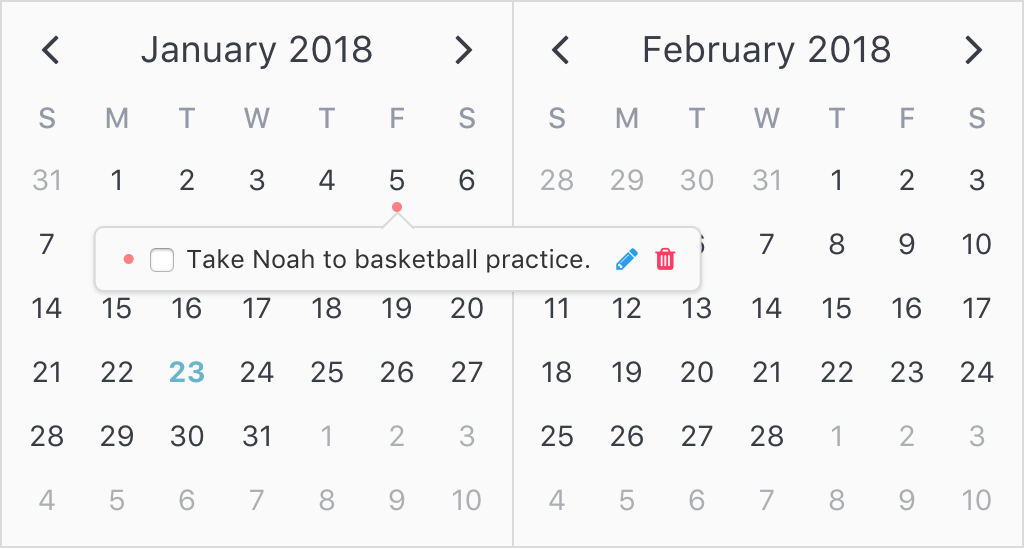 January 2018
S M T W T F S
31 1 2 3 4 5 6
7
Take Noah to basketball practice.
14 15 16 17 18 19 20
21 22 23 24 25 26 27
28 29 30 31 1 2 3
4 5 6 7 8 9 10
February 2018
S M T W T F S
28 29 30 31 1 2 3
7 8 9 10
11 12 13 14 15 16 17
18 19 20 21 22 23 24
25 26 27 28 1 2 3
4 5 6 7 8 9 10